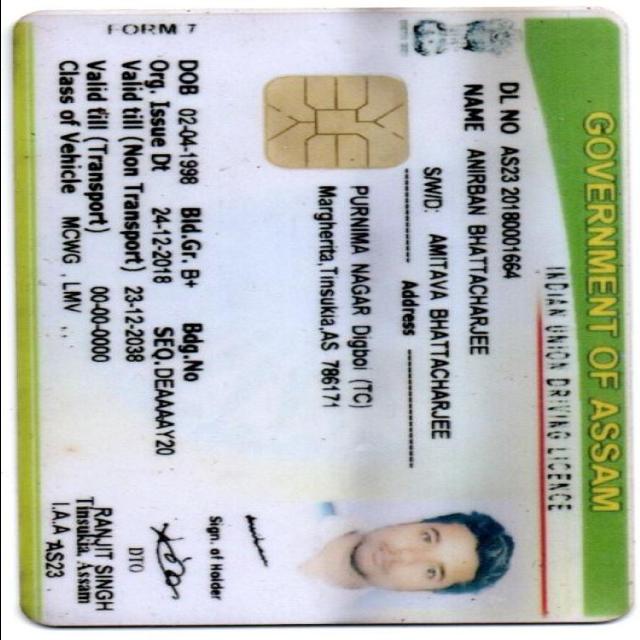 GOVERNMENT OF ASSAM
INDIAN UNION DRIVING LICENCE
DL NO AS23 20180001664
NAME ANIRBAN BHATTACHARJEE
S/W/D: AMITAVA BHATTACHARJEE
Address
PURNIMA NAGAR Digboi (TC)
Margherita,Tinsukia,AS 786171
DOB 02-04-1998 Bld.Gr. B+ Bdg.No
Org. Issue Dt 24-12-2018 SEQ.DEAAAAY20
Valid till (Non Transport) 23-12-2038
Valid till (Transport) 00-00-0000
Class of Vehicle MCWG , LMV , ,
FORM 7
Sign. of Holder
DTO
RANJIT SINGH
Tinsukia Assam
I.A.A AS23